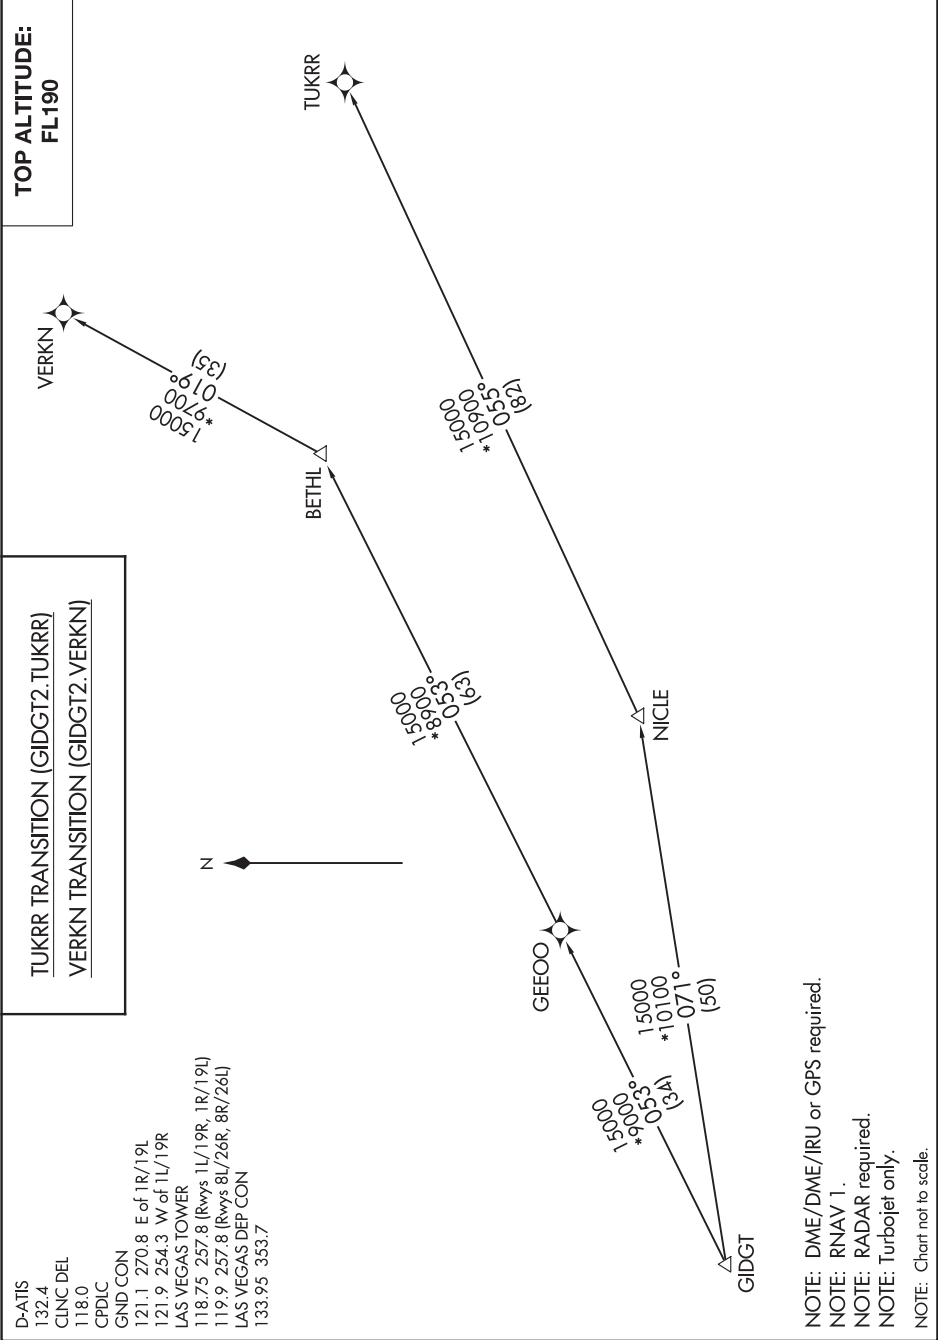 TOP ALTITUDE:
FL190
TUKRR TRANSITION (GIDGT2.TUKRR)
VERKN TRANSITION (GIDGT2.VERKN)
D-ATIS
132.4
CLNC DEL
118.0
CPDLC
GND CON
121.1 270.8 E of 1R/19L
121.9 254.3 W of 1L/19R
LAS VEGAS TOWER
118.75 257.8 (Rwys 1L/19R, 1R/19L)
119.9 257.8 (Rwys 8L/26R, 8R/26L)
LAS VEGAS DEP CON
133.95 353.7
N
VERKN
15000
*9700
019°
(35)
BETHL
15000
*8900
053°
(63)
GEEOO
15000
*9000
053°
(34)
GIDGT
TUKRR
15000
*10900
055°
(82)
NICLE
15000
*10100
071°
(50)
NOTE: DME/DME/IRU or GPS required.
NOTE: RNAV 1.
NOTE: RADAR required.
NOTE: Turbojet only.
NOTE: Chart not to scale.